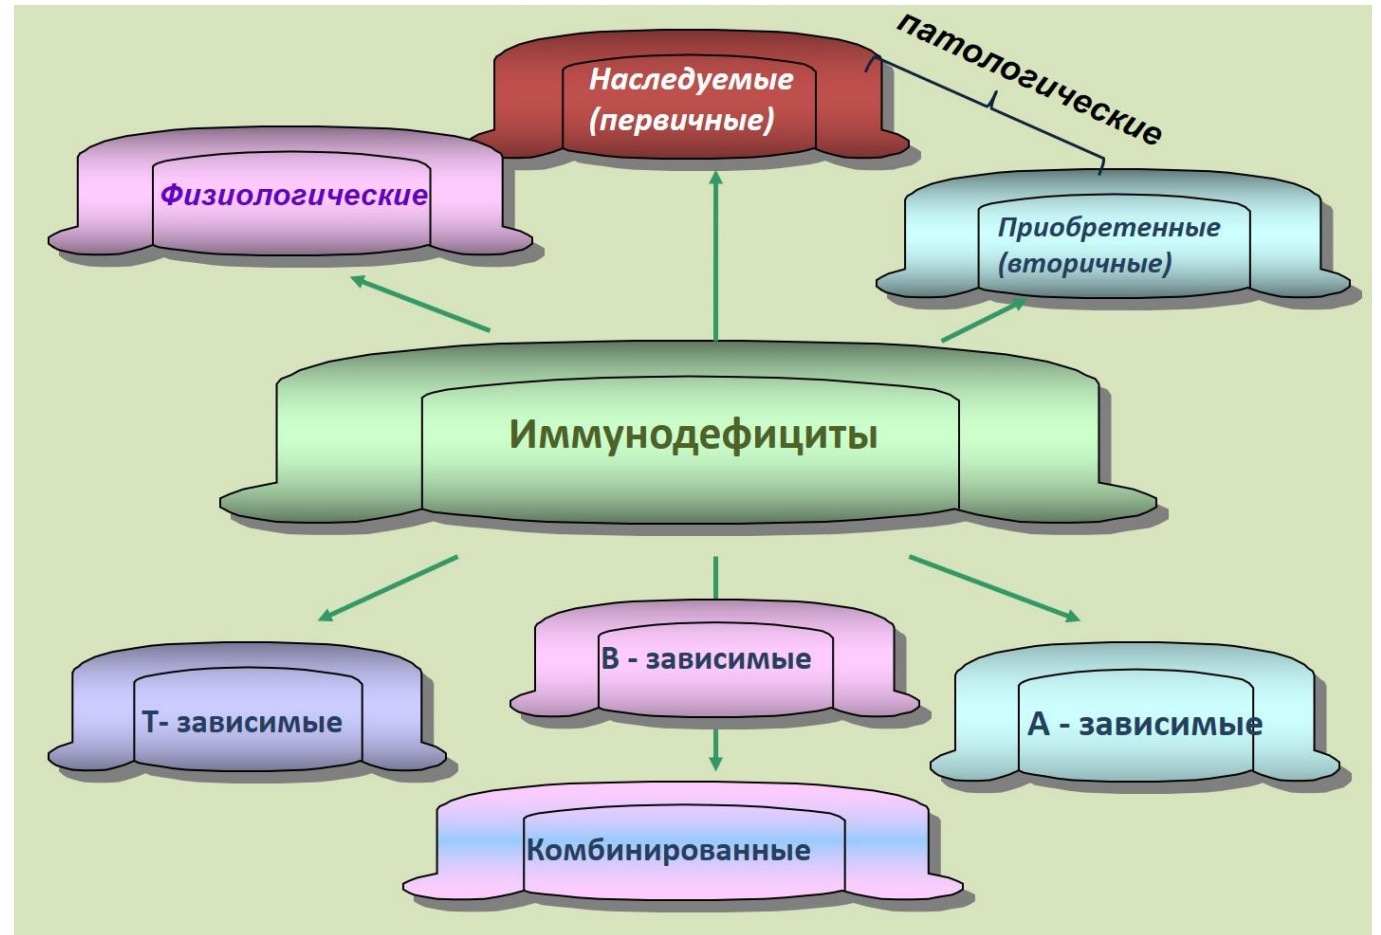 патологические
Наследуемые
(первичные)
Физиологические
Приобретенные
(вторичные)
Иммунодефициты
В - зависимые
Т- зависимые
А - зависимые
Комбинированные